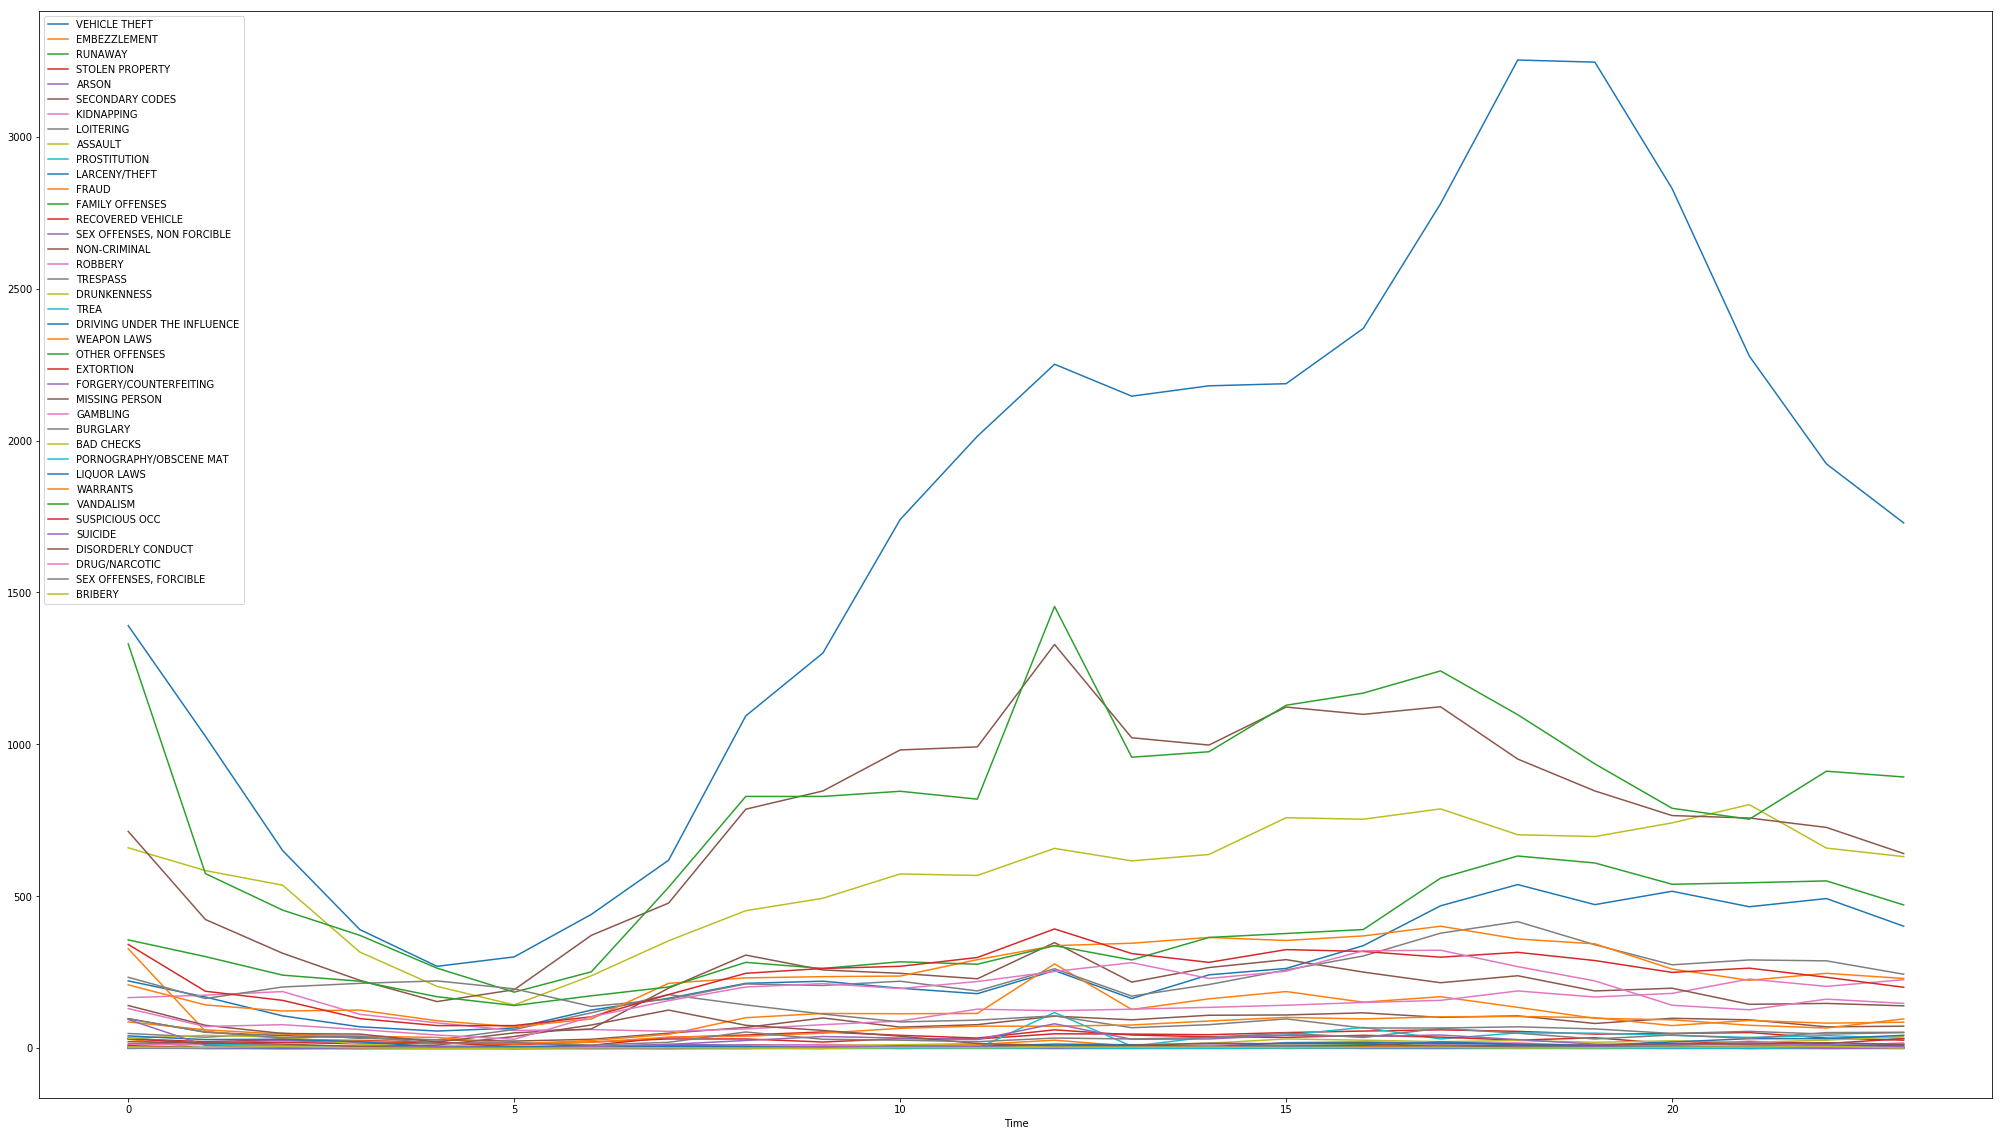 VEHICLE THEFT
EMBEZZLEMENT
RUNAWAY
STOLEN PROPERTY
ARSON
SECONDARY CODES
KIDNAPPING
LOITERING
ASSAULT
PROSTITUTION
LARCENY/THEFT
FRAUD
FAMILY OFFENSES
RECOVERED VEHICLE
SEX OFFENSES, NON FORCIBLE
NON-CRIMINAL
ROBBERY
TRESPASS
DRUNKENNESS
TREA
DRIVING UNDER THE INFLUENCE
WEAPON LAWS
OTHER OFFENSES
EXTORTION
FORGERY/COUNTERFEITING
MISSING PERSON
GAMBLING
BURGLARY
BAD CHECKS
PORNOGRAPHY/OBSCENE MAT
LIQUOR LAWS
WARRANTS
VANDALISM
SUSPICIOUS OCC
SUICIDE
DISORDERLY CONDUCT
DRUG/NARCOTIC
SEX OFFENSES, FORCIBLE
BRIBERY
3000
2500
2000
1500
1000
500
0
0 5 10 15 20
Time